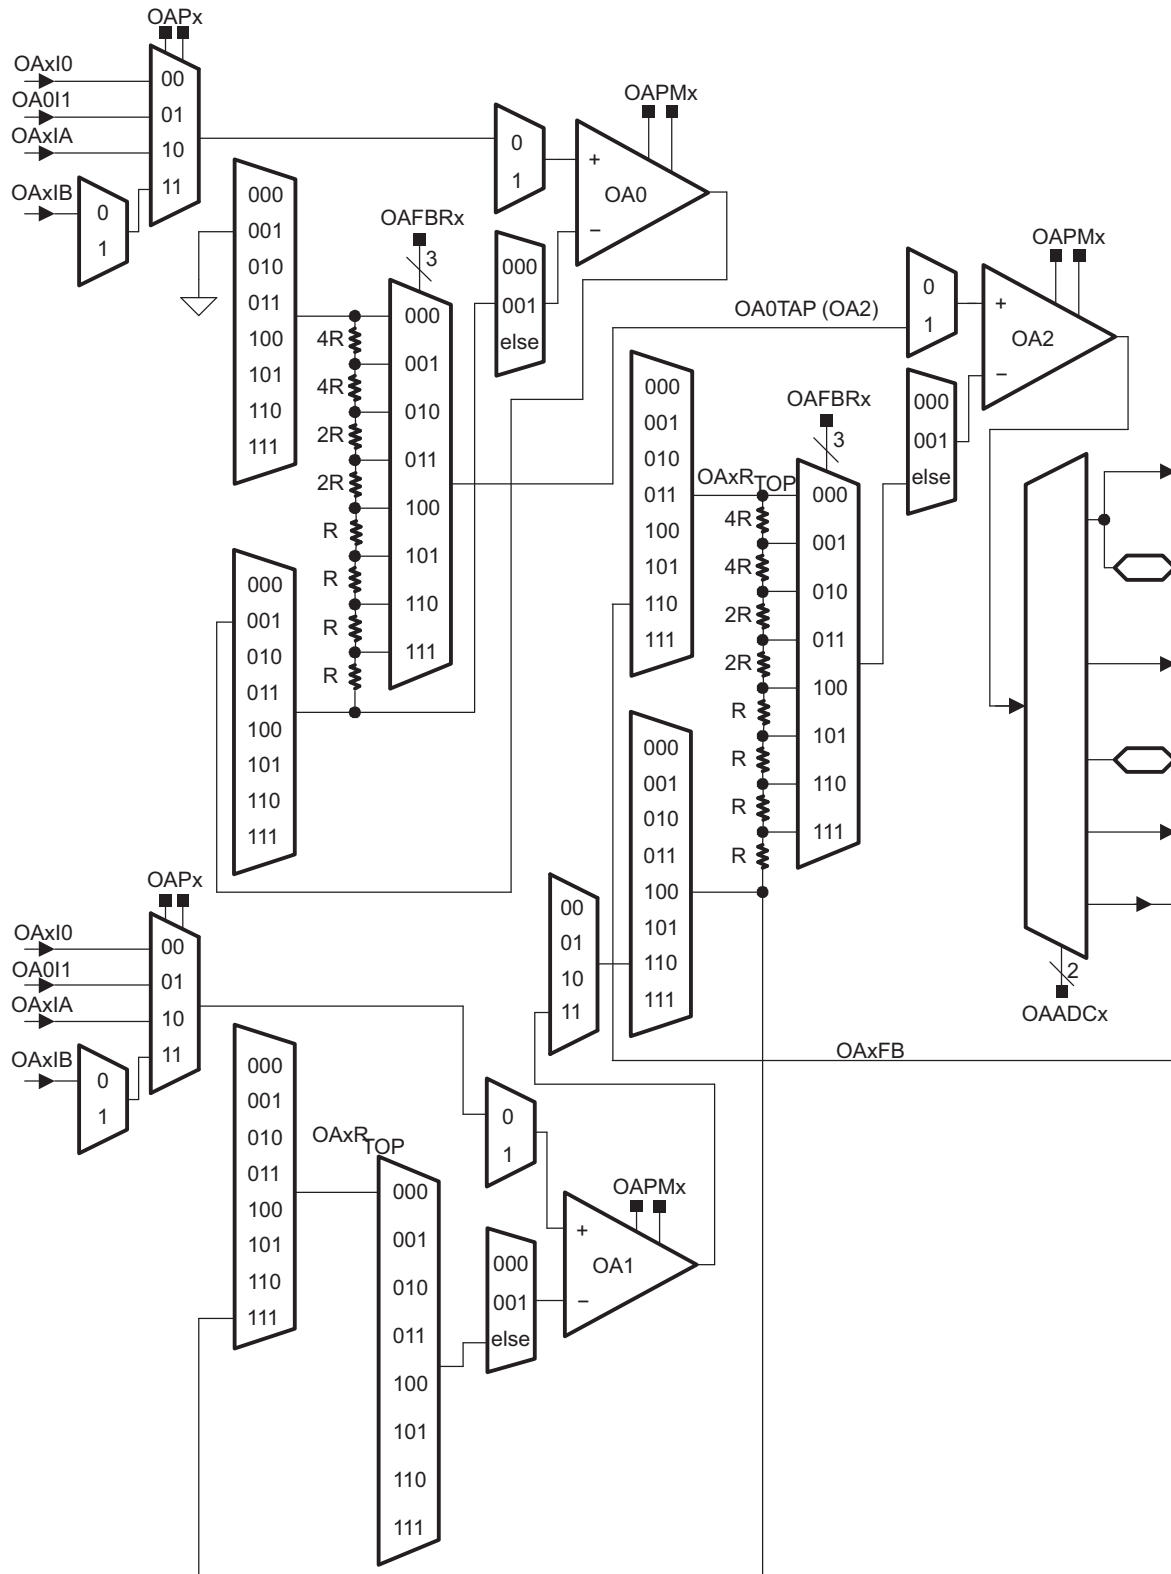 OAPx
OAxI0
OA0I1
OAxIA
OAxIB
00
01
10
11
0
1
000
001
010
011
100
101
110
111
OAFBRx
3
4R
4R
2R
2R
R
R
R
R
000
001
010
011
100
101
110
111
000
001
010
011
100
101
110
111
0
1
000
001
else
OAPMx
+
OA0
−
OA0TAP (OA2)
0
1
000
001
else
OAPMx
+
OA2
−
000
001
010
011
100
101
110
111
OAxRTOP
OAFBRx
3
4R
4R
2R
2R
R
R
R
R
000
001
010
011
100
101
110
111
000
001
010
011
100
101
110
111
00
01
10
11
2
OAADCx
OAxFB
OAPx
OAxI0
OA0I1
OAxIA
OAxIB
00
01
10
11
0
1
000
001
010
011
100
101
110
111
OAxRTOP
000
001
010
011
100
101
110
111
0
1
000
001
else
OAPMx
+
OA1
−